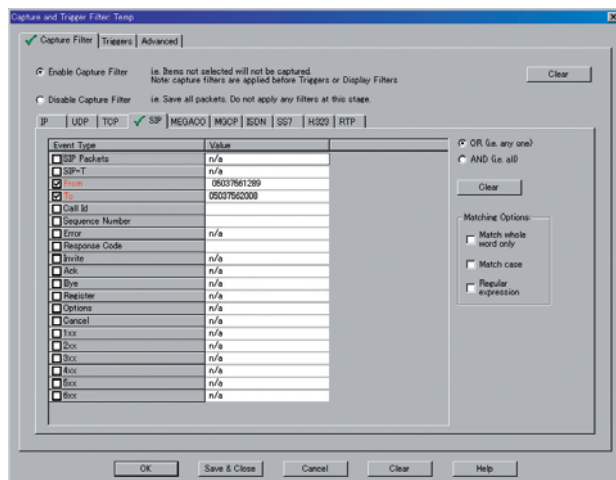 Capture and Trigger Filter: Temp
Capture Filter Triggers Advanced
Enable Capture Filter i.e. Items not selected will not be captured.
Note: capture filters are applied before Triggers or Display Filters
Clear
Disable Capture Filter i.e. Save all packets. Do not apply any filters at this stage.
IP UDP TCP SIP MEGACO MGCP ISDN SS7 H323 RTP
OR (i.e. any one)
AND (i.e. all)
Clear
Matching Options:
Match whole word only
Match case
Regular expression
Event Type Value
SIP Packets n/a
SIP-T n/a
From 05037561289
To 05037562008
Call Id
Sequence Number
Error n/a
Response Code
Invite n/a
Ack n/a
Bye n/a
Register n/a
Options n/a
Cancel n/a
1xx n/a
2xx n/a
3xx n/a
4xx n/a
5xx n/a
6xx n/a
OK Save & Close Cancel Clear Help